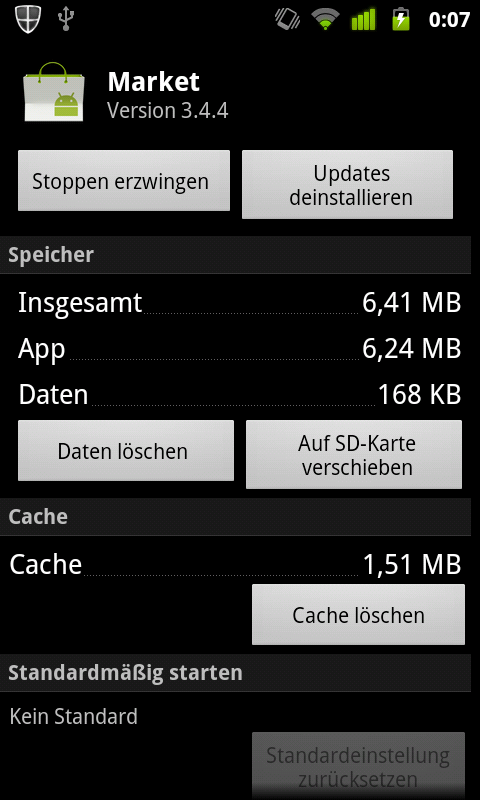 0:07
Market
Version 3.4.4
Stoppen erzwingen
Updates
deinstallieren
Speicher
Insgesamt 6,41 MB
App 6,24 MB
Daten 168 KB
Daten löschen
Auf SD-Karte
verschieben
Cache
Cache 1,51 MB
Cache löschen
Standardmäßig starten
Kein Standard
Standardeinstellung
zurücksetzen